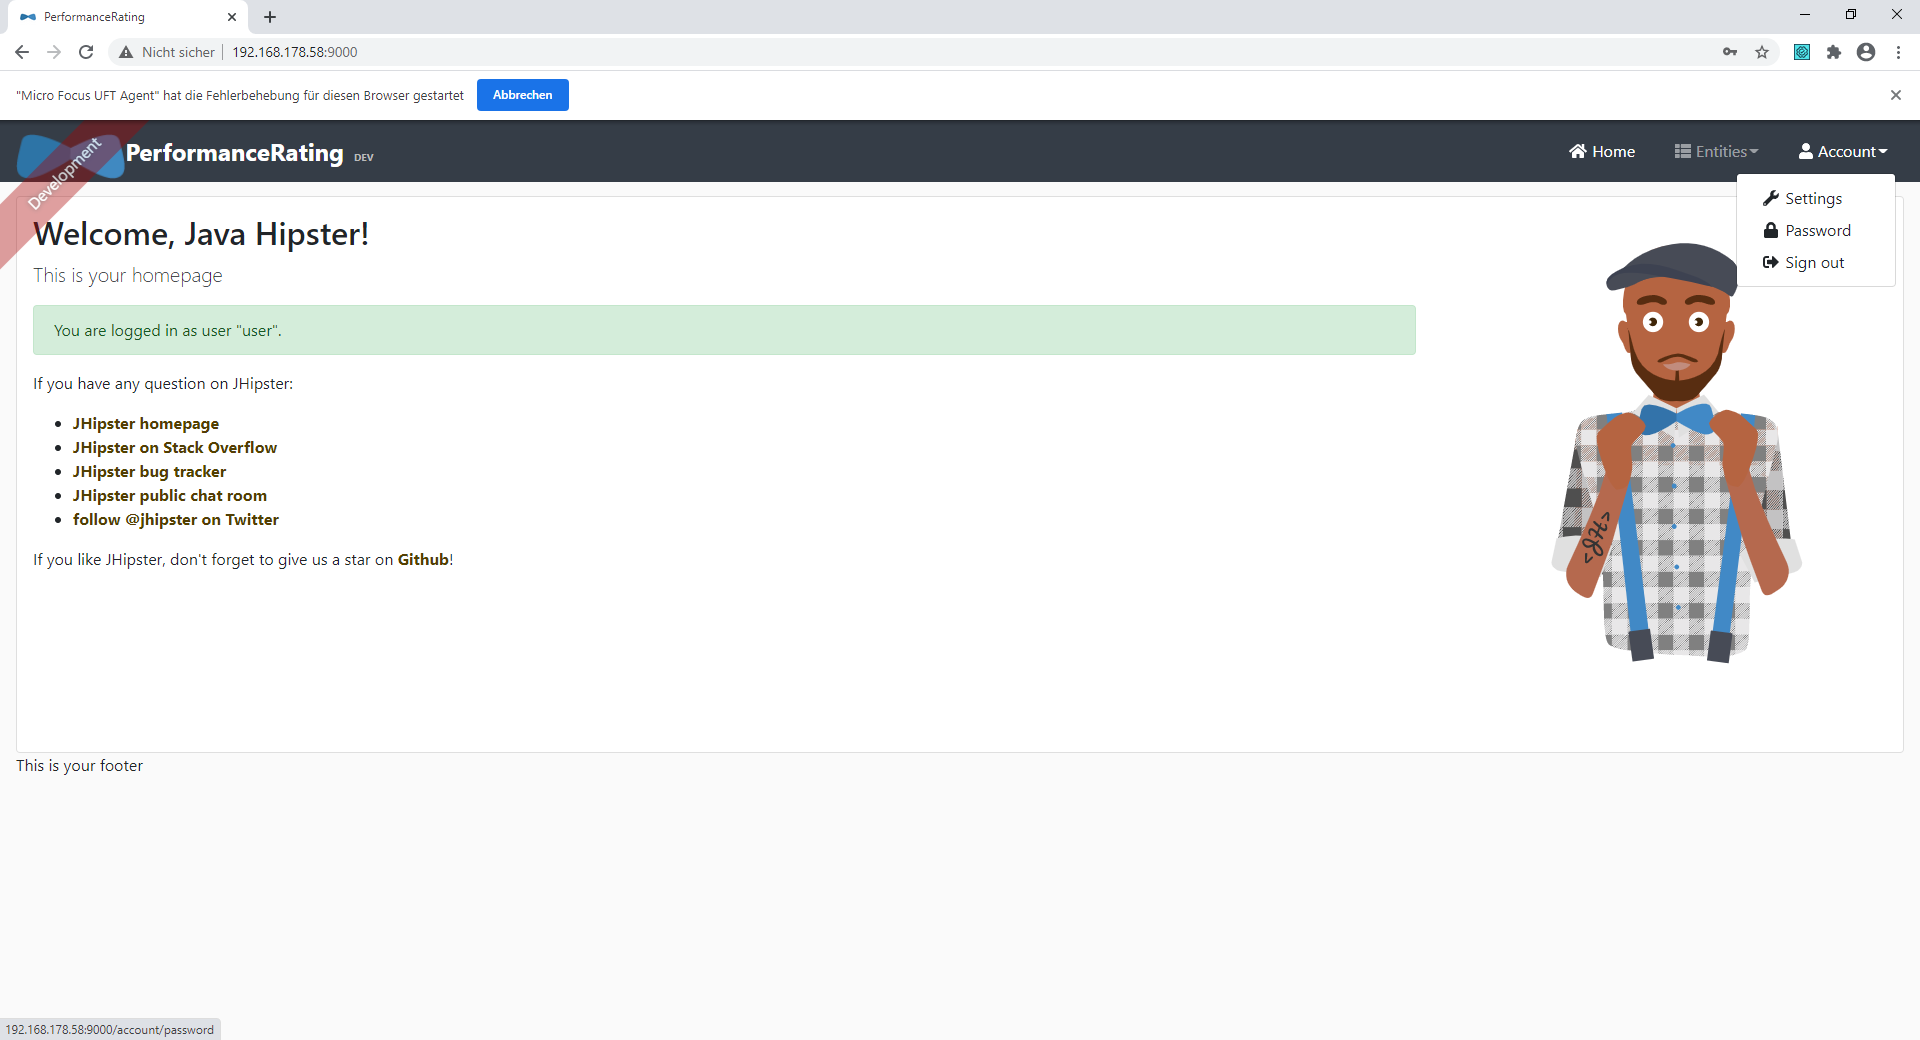 PerformanceRating
Nicht sicher 192.168.178.58:9000
"Micro Focus UFT Agent" hat die Fehlerbehebung für diesen Browser gestartet Abbrechen
Development
PerformanceRating DEV
Home Entities Account
Settings
Password
Sign out
Welcome, Java Hipster!
This is your homepage
You are logged in as user "user".
If you have any question on JHipster:
JHipster homepage
JHipster on Stack Overflow
JHipster bug tracker
JHipster public chat room
follow @jhipster on Twitter
If you like JHipster, don't forget to give us a star on Github!
<JH>
This is your footer
192.168.178.58:9000/account/password